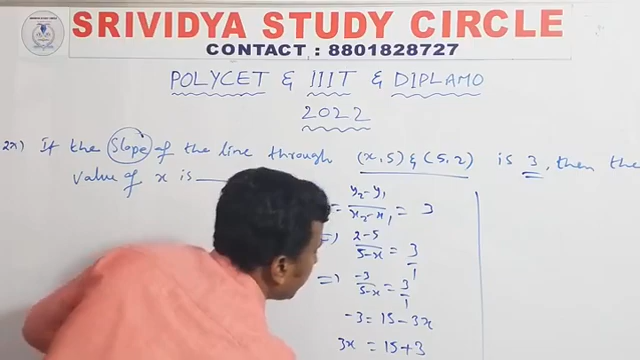 SRIVIDYA STUDY CIRCLE
CONTACT : 8801828727
POLYCET & IIIT & DIPLAMO
2022
2x) If the slope of the line through (x,5) & (5,2) is 3, then the
value of x is ____
= y₂-y₁/x₂-x₁ = 3
=> 2-5/5-x = 3/1
=> -3/5-x = 3/1
-3 = 15-3x
3x = 15+3